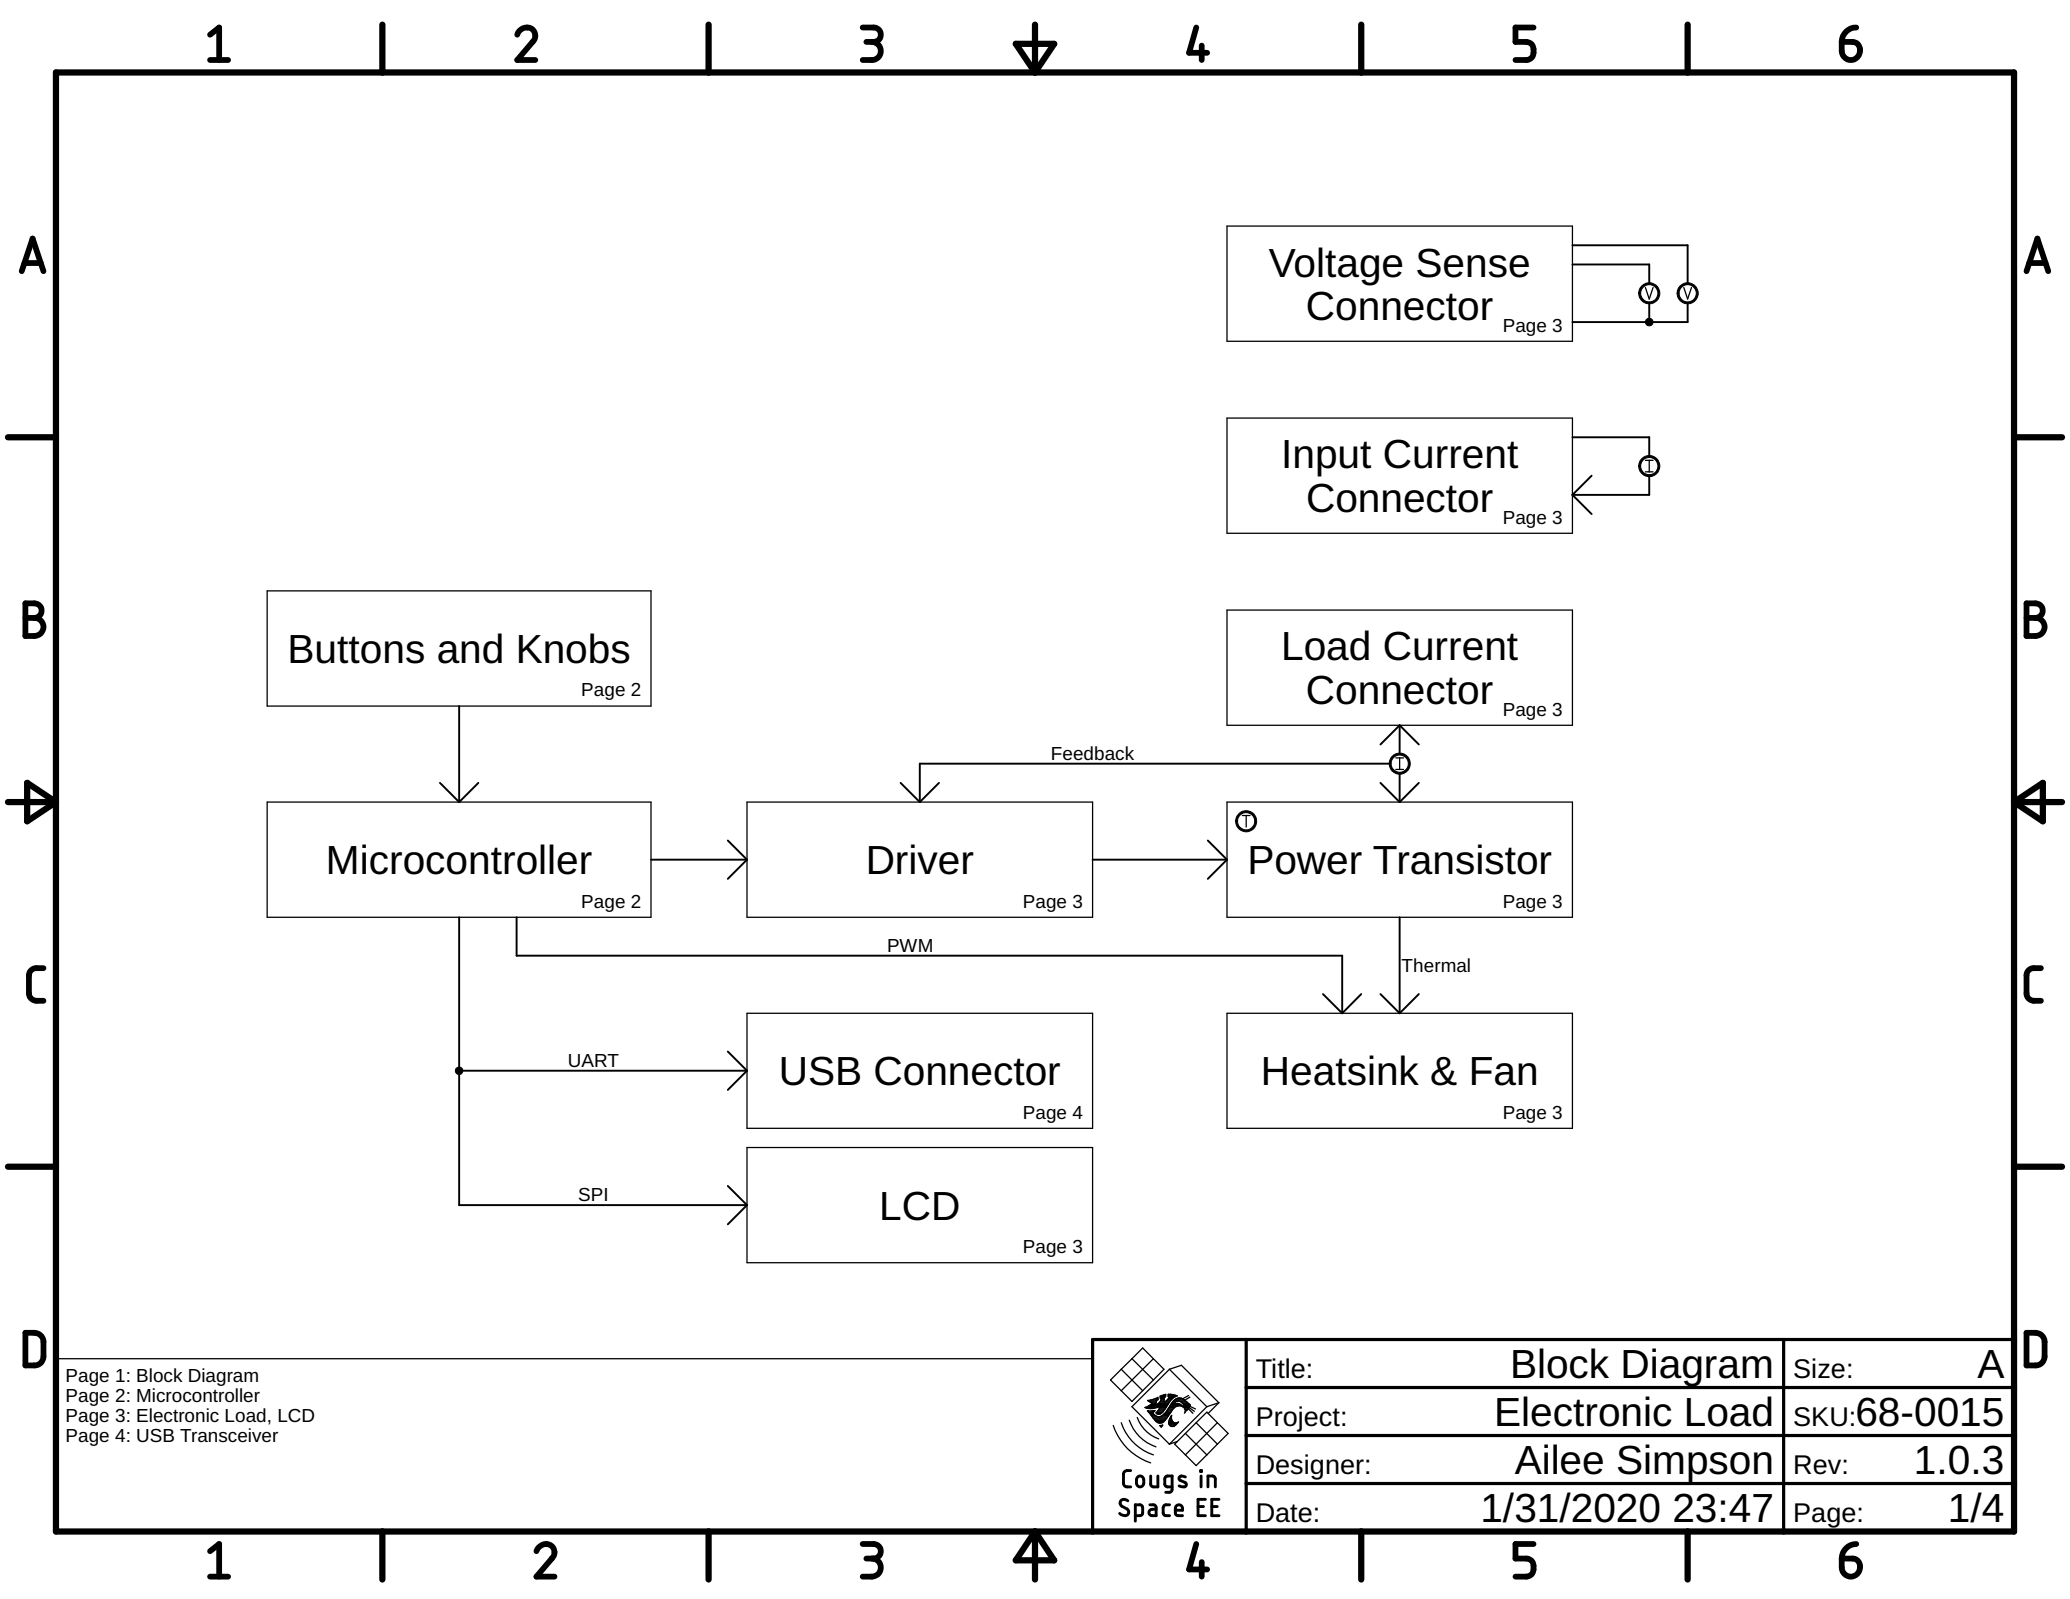 1 2 3 4 5 6
A A
Voltage Sense
Connector
Page 3
V V
Input Current
Connector
Page 3
I
B B
Buttons and Knobs
Page 2
Load Current
Connector
Page 3
Feedback
I
Microcontroller
Page 2
Driver
Page 3
T
Power Transistor
Page 3
PWM
Thermal
C C
UART
USB Connector
Page 4
Heatsink & Fan
Page 3
SPI
LCD
Page 3
D D
Page 1: Block Diagram
Page 2: Microcontroller
Page 3: Electronic Load, LCD
Page 4: USB Transceiver
Cougs in
Space EE
Title: Block Diagram Size: A
Project: Electronic Load SKU:68-0015
Designer: Ailee Simpson Rev: 1.0.3
Date: 1/31/2020 23:47 Page: 1/4
1 2 3 4 5 6